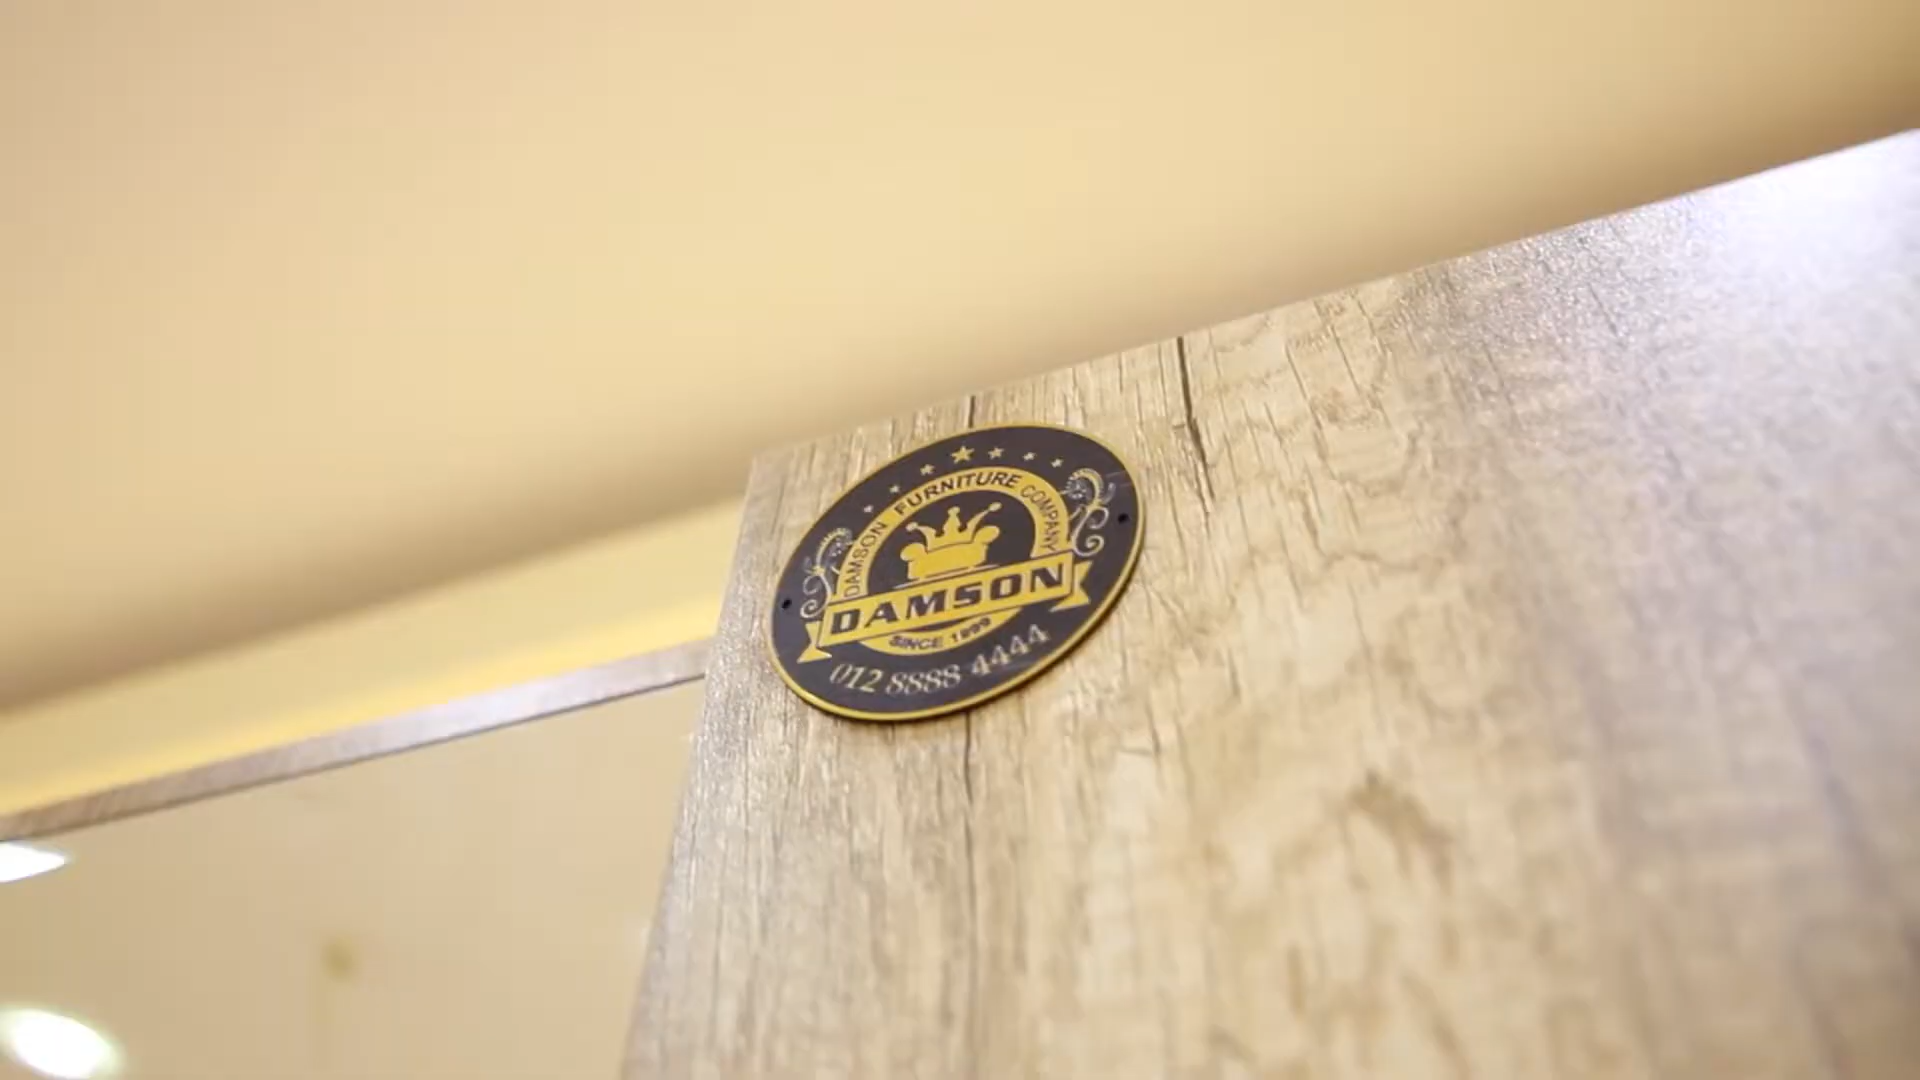 DAMSON FURNITURE COMPANY
DAMSON
SINCE 1999
012 8888 4444